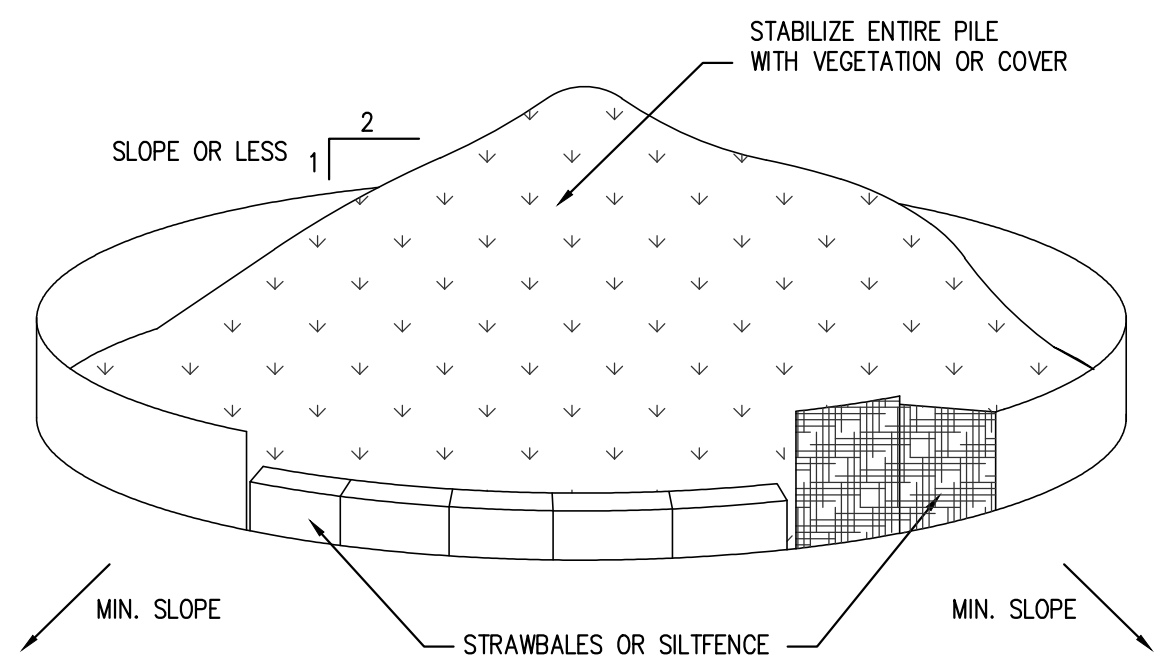 STABILIZE ENTIRE PILE
WITH VEGETATION OR COVER
2
SLOPE OR LESS
1
MIN. SLOPE
MIN. SLOPE
STRAWBALES OR SILTFENCE